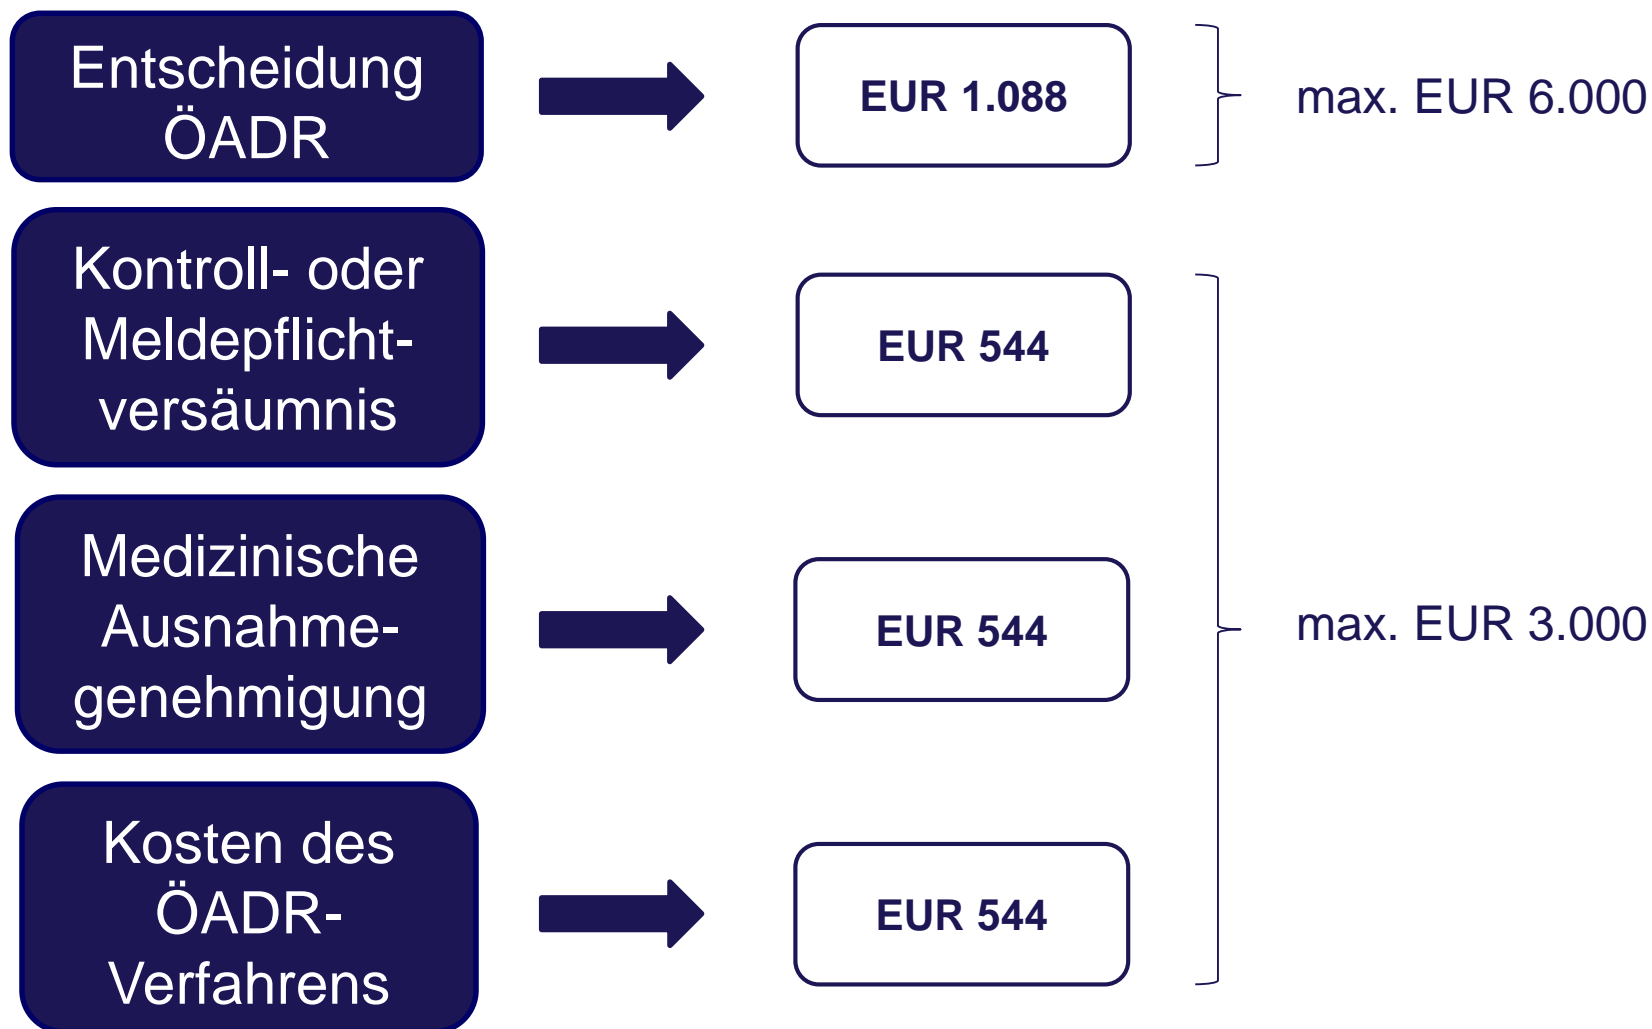 Entscheidung
ÖADR
EUR 1.088
max. EUR 6.000
Kontroll- oder
Meldepflicht-
versäumnis
EUR 544
Medizinische
Ausnahme-
genehmigung
EUR 544
max. EUR 3.000
Kosten des
ÖADR-
Verfahrens
EUR 544